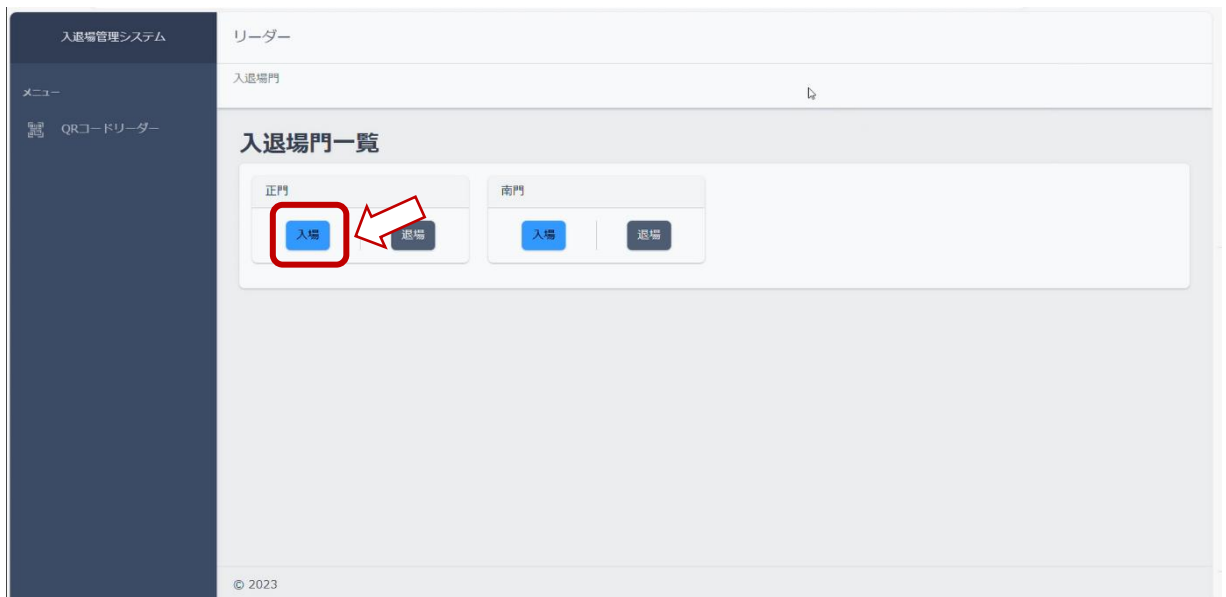 入退場管理システム
リーダー
メニュー
入退場門
QRコードリーダー
入退場門一覧
正門
南門
入場
退場
入場
退場
© 2023